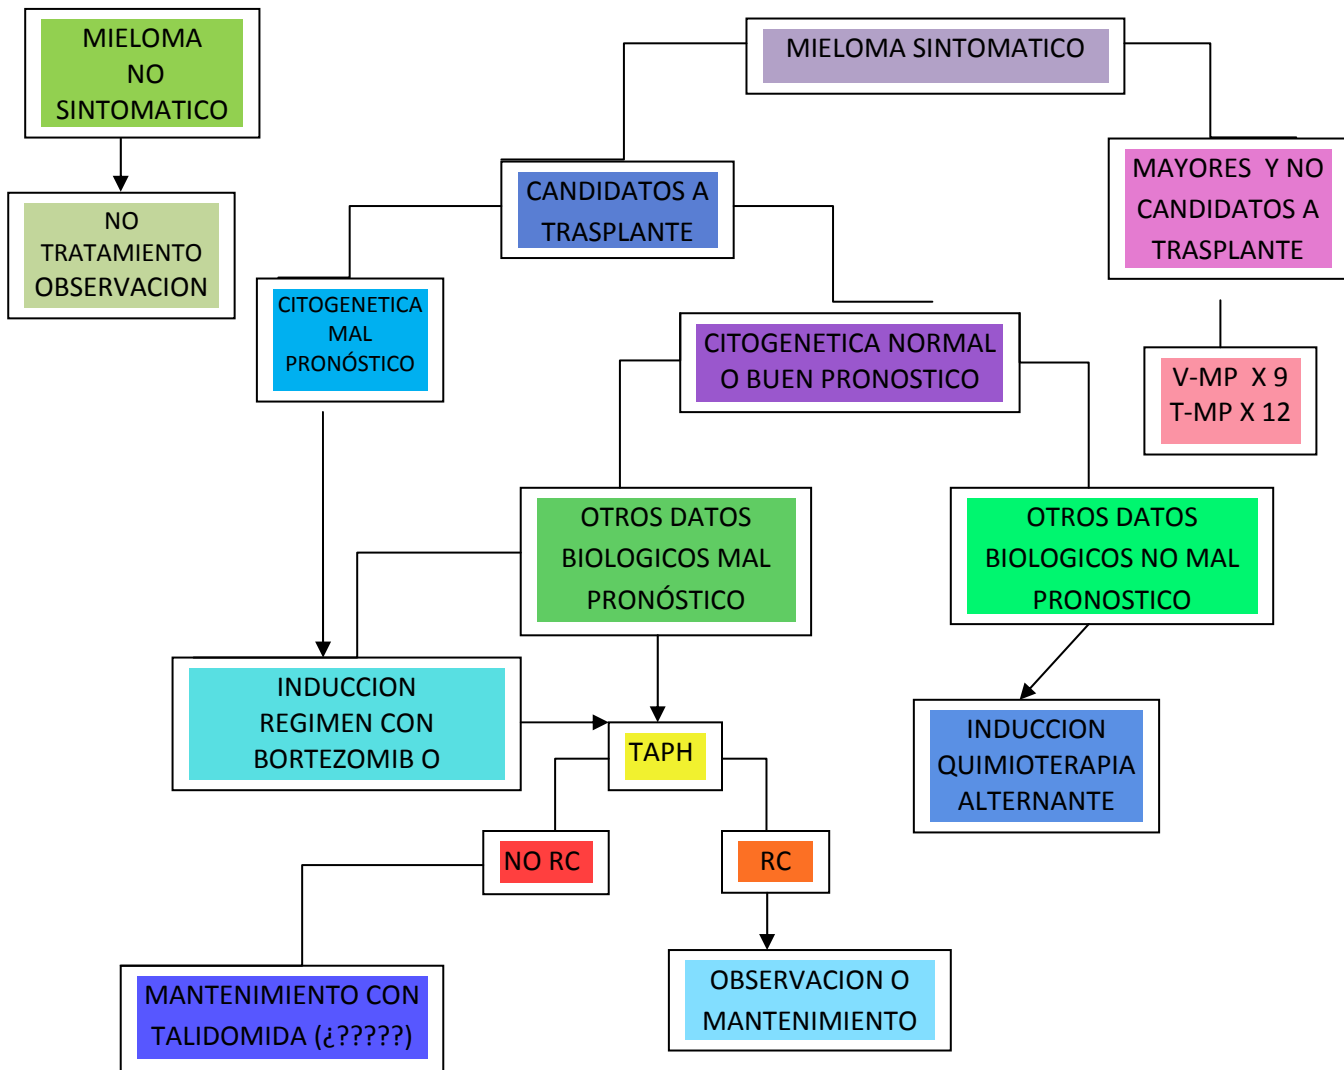 MIELOMA
NO
SINTOMATICO
MIELOMA SINTOMATICO
NO
TRATAMIENTO
OBSERVACION
CANDIDATOS A
TRASPLANTE
MAYORES Y NO
CANDIDATOS A
TRASPLANTE
CITOGENETICA
MAL
PRONÓSTICO
CITOGENETICA NORMAL
O BUEN PRONOSTICO
V-MP X 9
T-MP X 12
OTROS DATOS
BIOLOGICOS MAL
PRONÓSTICO
OTROS DATOS
BIOLOGICOS NO MAL
PRONOSTICO
INDUCCION
REGIMEN CON
BORTEZOMIB O
TAPH
INDUCCION
QUIMIOTERAPIA
ALTERNANTE
NO RC
RC
MANTENIMIENTO CON
TALIDOMIDA (¿?????)
OBSERVACION O
MANTENIMIENTO